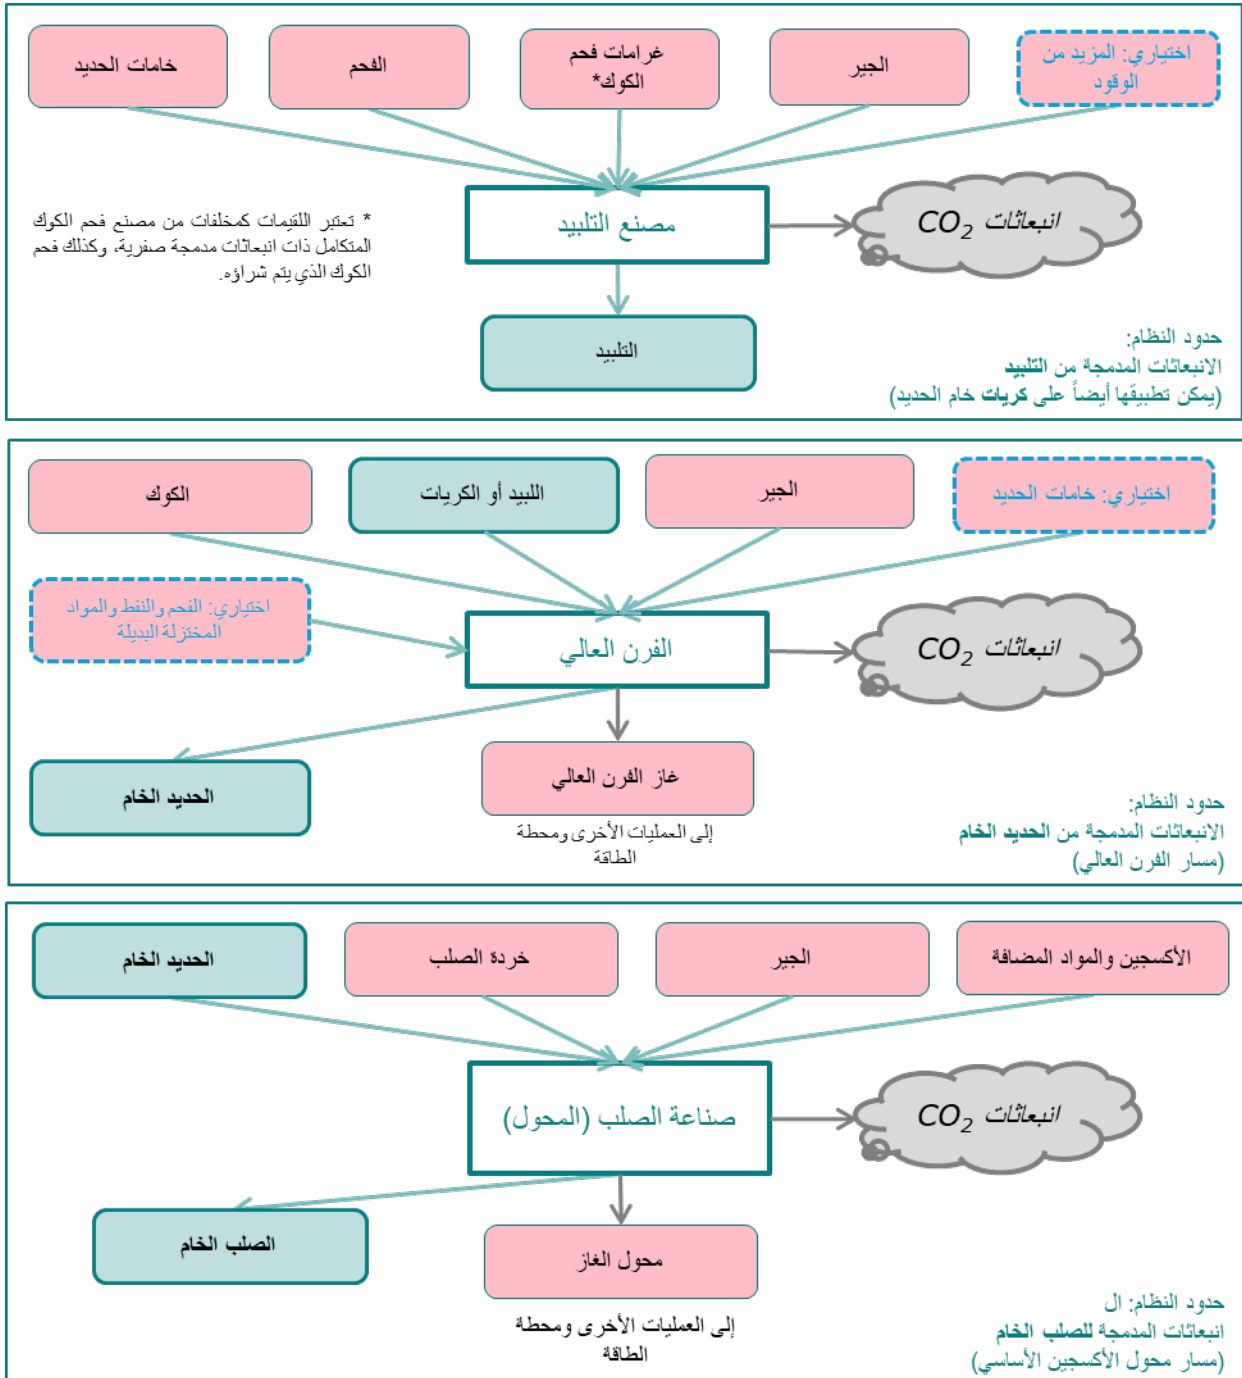 اختياري: المزيد من
الوقود
الجير
غرامات فحم
الكوك*
الفحم
خامات الحديد
مصنع التلبيد
انبعاثات CO2
* تعتبر اللقيمات كمخلفات من مصنع فحم الكوك
المتكامل ذات انبعاثات مدمجة صفرية، وكذلك فحم
الكوك الذي يتم شراؤه.
التلبيد
حدود النظام:
الانبعاثات المدمجة من التلبيد
(يمكن تطبيقها أيضاً على كريات خام الحديد)
اختياري: خامات الحديد
الجير
اللبيد أو الكريات
الكوك
اختياري: الفحم والنفط والمواد
المختزلة البديلة
الفرن العالي
انبعاثات CO2
غاز الفرن العالي
إلى العمليات الأخرى ومحطة
الطاقة
الحديد الخام
حدود النظام:
الانبعاثات المدمجة من الحديد الخام
(مسار الفرن العالي)
الأكسجين والمواد المضافة
الجير
خردة الصلب
الحديد الخام
صناعة الصلب (المحول)
انبعاثات CO2
الصلب الخام
محول الغاز
إلى العمليات الأخرى ومحطة
الطاقة
حدود النظام: ال
انبعاثات المدمجة للصلب الخام
(مسار محول الأكسجين الأساسي)